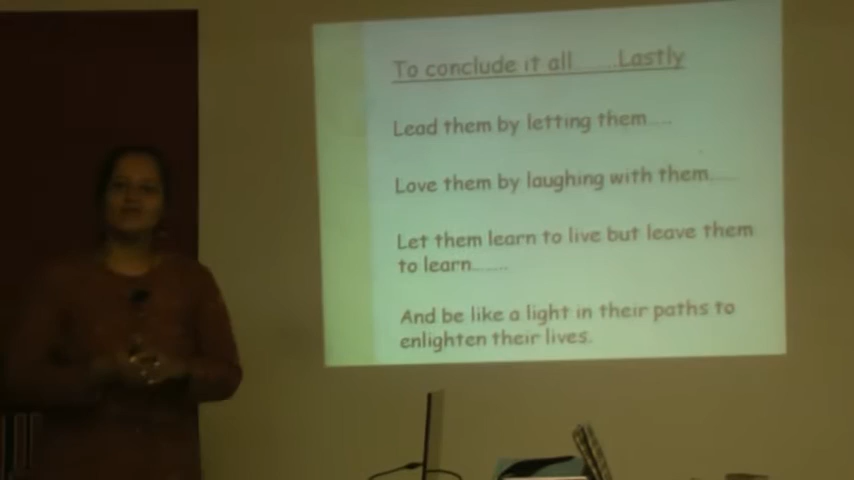 To conclude it all.......Lastly
Lead them by letting them.....
Love them by laughing with them......
Let them learn to live but leave them
to learn.......
And be like a light in their paths to
enlighten their lives.